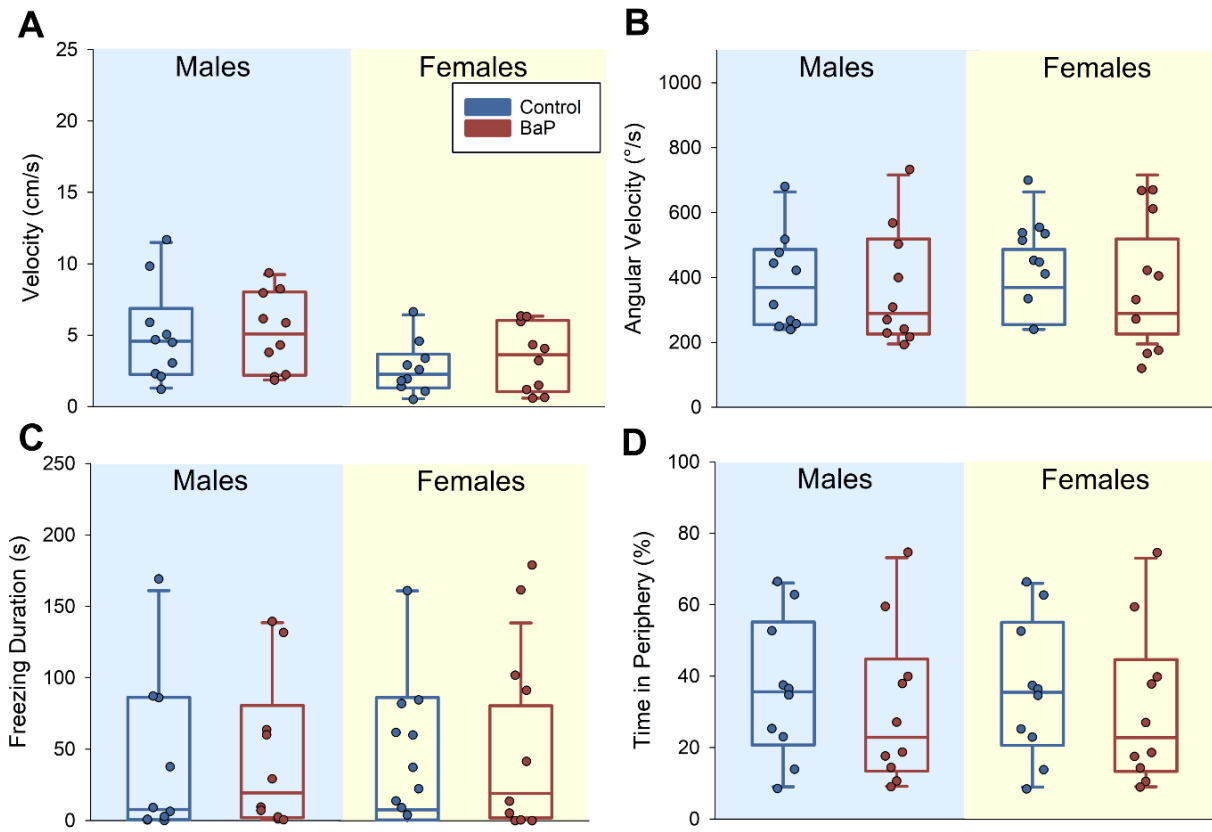 A
25
20
15
10
5
0
Velocity (cm/s)
Males
Females
Control
BaP
B
1000
800
600
400
200
0
Angular Velocity (°/s)
Males
Females
C
250
200
150
100
50
0
Freezing Duration (s)
Males
Females
D
100
80
60
40
20
0
Time in Periphery (%)
Males
Females